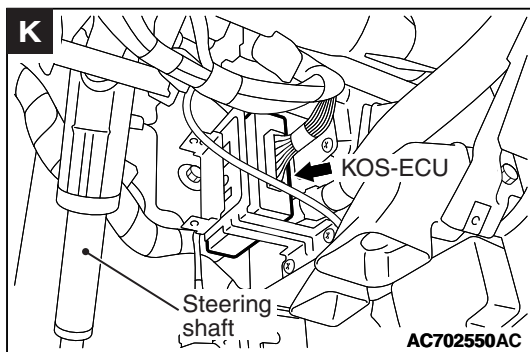 K
KOS-ECU
Steering
shaft
AC702550AC